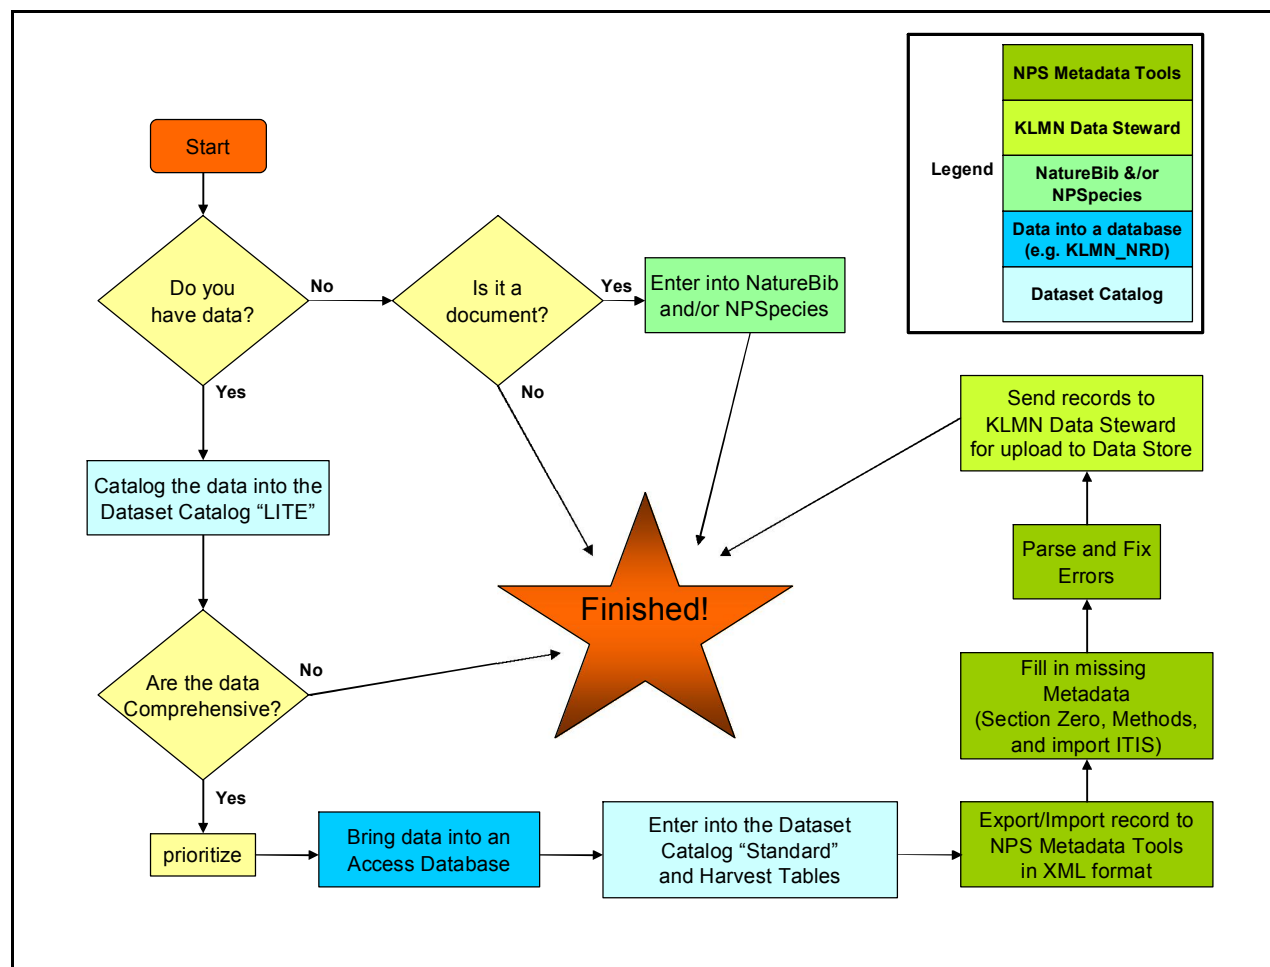 NPS Metadata Tools
KLMN Data Steward
Legend
NatureBib &/or
NPSpecies
Data into a database
(e.g. KLMN_NRD)
Dataset Catalog
Start
Do you
have data?
No
Is it a
document?
Yes
Enter into NatureBib
and/or NPSpecies
Yes
No
Send records to
KLMN Data Steward
for upload to Data Store
Catalog the data into the
Dataset Catalog “LITE”
Parse and Fix
Errors
Finished!
Are the data
Comprehensive?
No
Fill in missing
Metadata
(Section Zero, Methods,
and import ITIS)
Yes
prioritize
Bring data into an
Access Database
Enter into the Dataset
Catalog “Standard”
and Harvest Tables
Export/Import record to
NPS Metadata Tools
in XML format